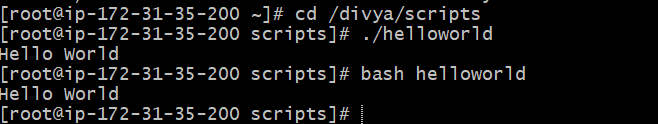 [root@ip-172-31-35-200 ~]# cd /divya/scripts
[root@ip-172-31-35-200 scripts]# ./helloworld
Hello World
[root@ip-172-31-35-200 scripts]# bash helloworld
Hello World
[root@ip-172-31-35-200 scripts]#